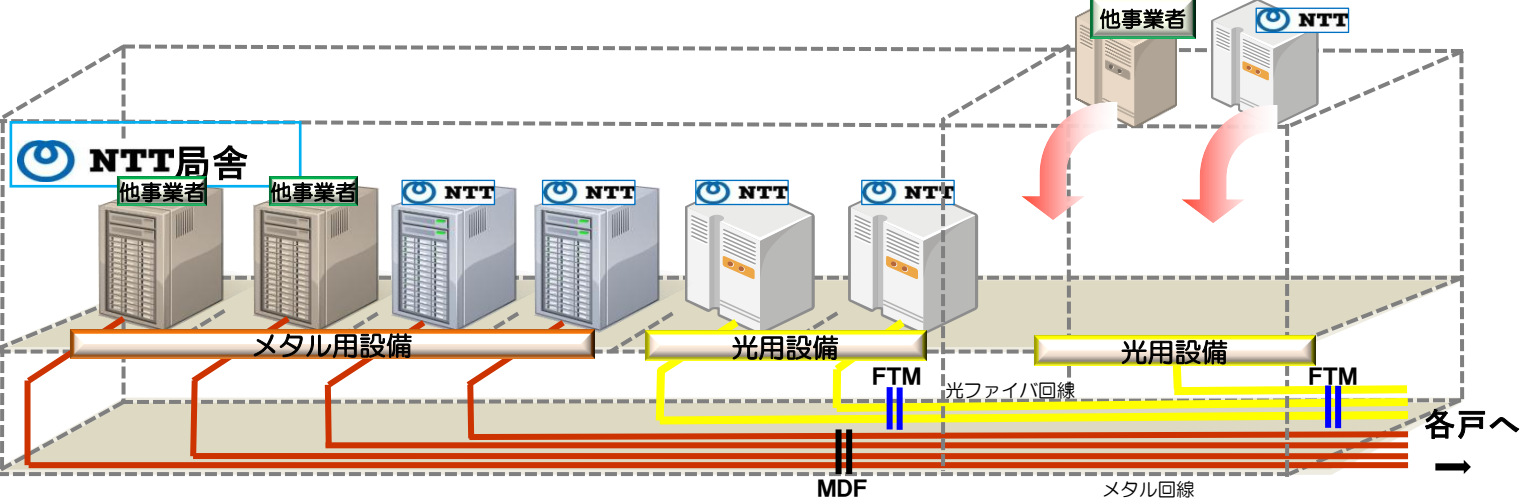 他事業者
NTT
NTT局舎
他事業者
他事業者
NTT
NTT
NTT
NTT
メタル用設備
光用設備
光用設備
FTM
光ファイバ回線
FTM
各戸へ
MDF
メタル回線